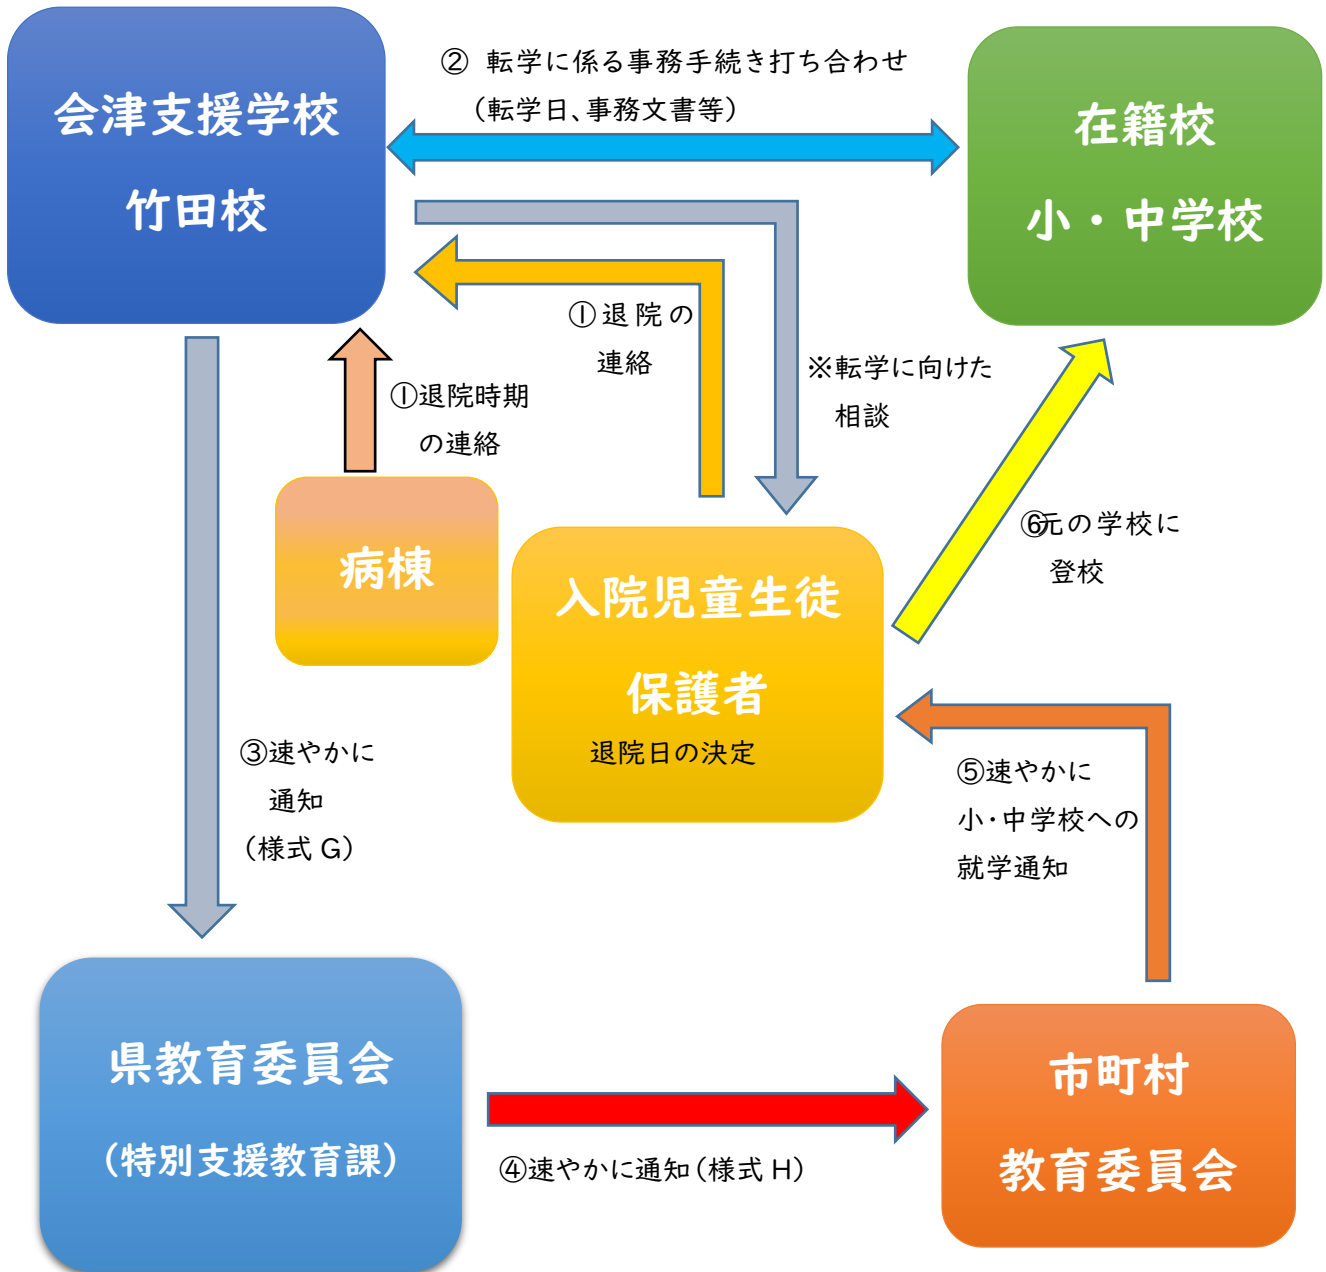 会津支援学校
竹田校
② 転学に係る事務手続き打ち合わせ
（転学日、事務文書等）
在籍校
小・中学校
①退院の
連絡
※転学に向けた
相談
①退院時期
の連絡
病棟
入院児童生徒
保護者
退院日の決定
⑥元の学校に
登校
③速やかに
通知
（様式 G）
⑤速やかに
小・中学校への
就学通知
県教育委員会
（特別支援教育課）
④速やかに通知（様式 H）
市町村
教育委員会